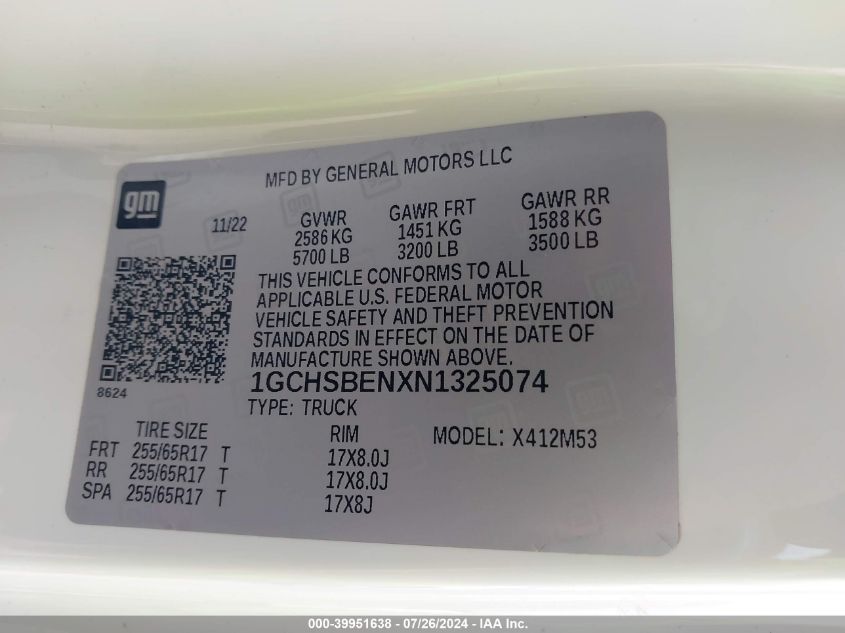 MFD BY GENERAL MOTORS LLC
gm
11/22
GVWR GAWR FRT GAWR RR
2586 KG 1451 KG 1588 KG
5700 LB 3200 LB 3500 LB
THIS VEHICLE CONFORMS TO ALL
APPLICABLE U.S. FEDERAL MOTOR
VEHICLE SAFETY AND THEFT PREVENTION
STANDARDS IN EFFECT ON THE DATE OF
MANUFACTURE SHOWN ABOVE.
8624
1GCHSBENXN1325074
TYPE: TRUCK
TIRE SIZE RIM MODEL: X412M53
FRT 255/65R17 T 17X8.0J
RR 255/65R17 T 17X8.0J
SPA 255/65R17 T 17X8J
000-39951638 - 07/26/2024 - IAA Inc.